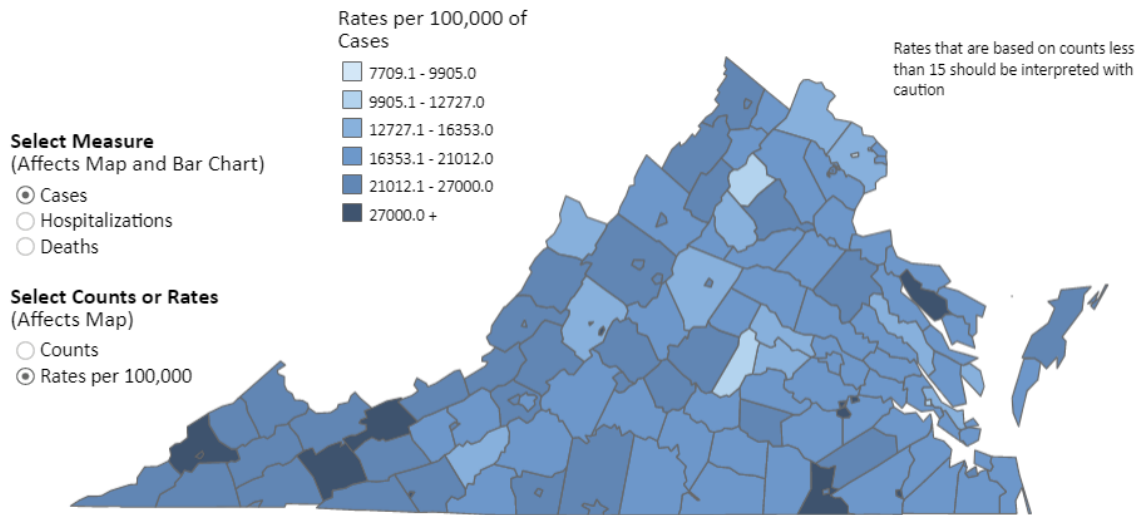 Rates per 100,000 of
Cases
7709.1 - 9905.0
9905.1 - 12727.0
12727.1 - 16353.0
16353.1 - 21012.0
21012.1 - 27000.0
27000.0 +
Rates that are based on counts less
than 15 should be interpreted with
caution
Select Measure
(Affects Map and Bar Chart)
Cases
Hospitalizations
Deaths
Select Counts or Rates
(Affects Map)
Counts
Rates per 100,000